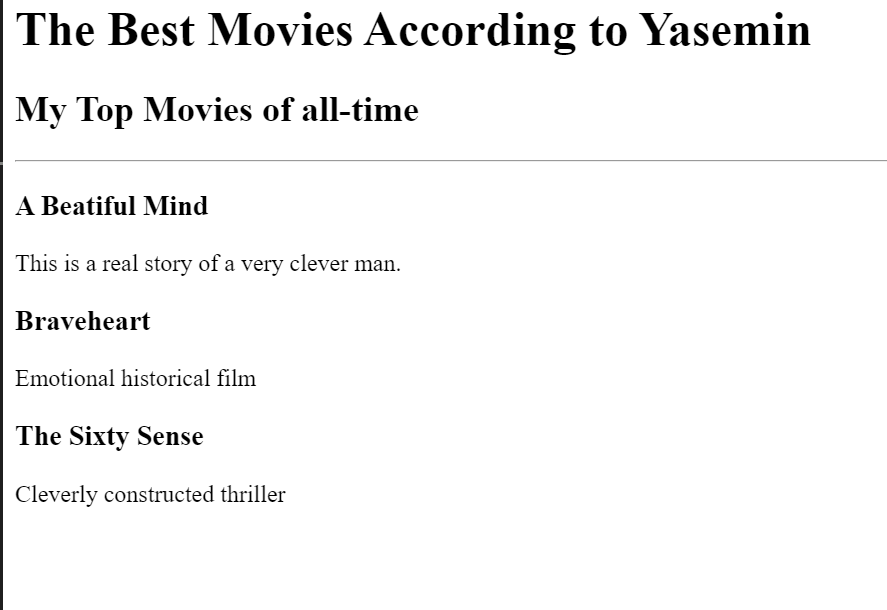 The Best Movies According to Yasemin
My Top Movies of all-time
A Beatiful Mind
This is a real story of a very clever man.
Braveheart
Emotional historical film
The Sixty Sense
Cleverly constructed thriller